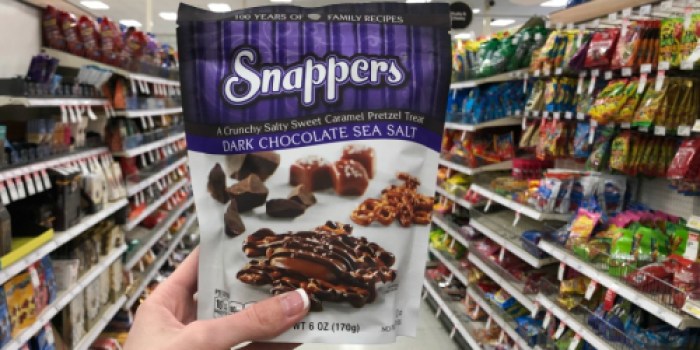 100 YEARS OF FAMILY RECIPES
Snappers
A Crunchy Salty Sweet Caramel Pretzel Treat
DARK CHOCOLATE SEA SALT
WT 6 OZ (170g)